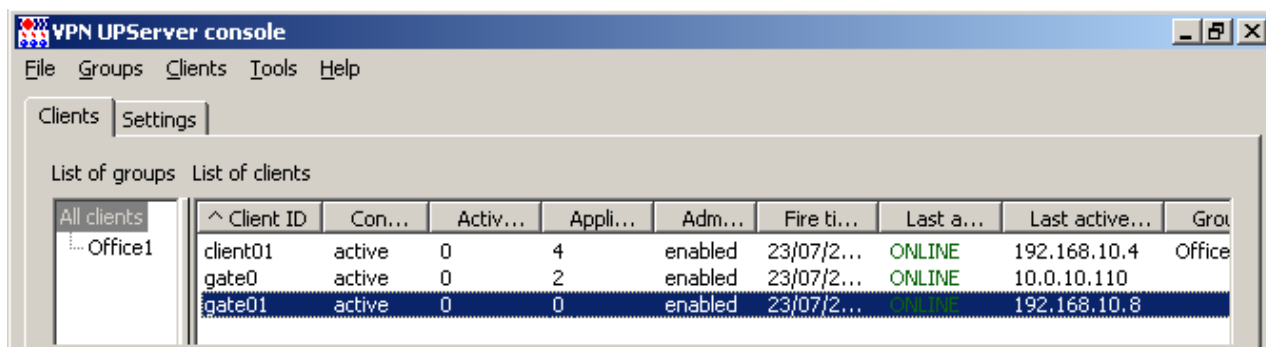 VPN UPServer console
File Groups Clients Tools Help
Clients Settings
List of groups List of clients
All clients
Office1
^ Client ID Con... Activ... Appli... Adm... Fire ti... Last a... Last active... Grou
client01 active 0 4 enabled 23/07/2... ONLINE 192.168.10.4 Office
gate0 active 0 2 enabled 23/07/2... ONLINE 10.0.10.110
gate01 active 0 0 enabled 23/07/2... ONLINE 192.168.10.8